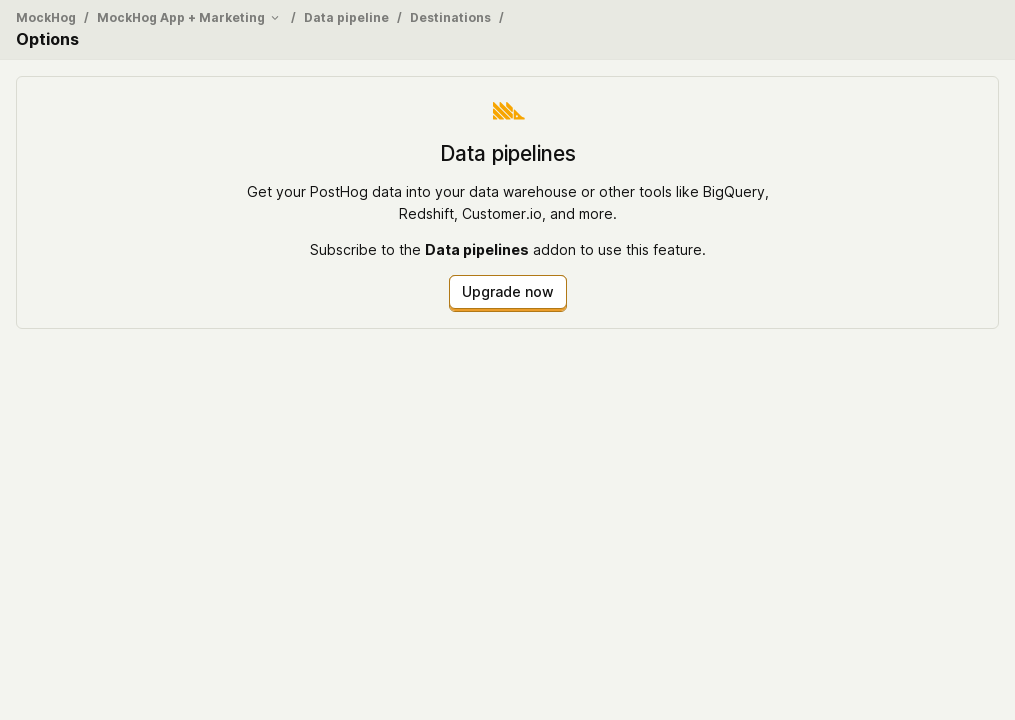 MockHog / MockHog App + Marketing / Data pipeline / Destinations /
Options
Data pipelines
Get your PostHog data into your data warehouse or other tools like BigQuery,
Redshift, Customer.io, and more.
Subscribe to the Data pipelines addon to use this feature.
Upgrade now